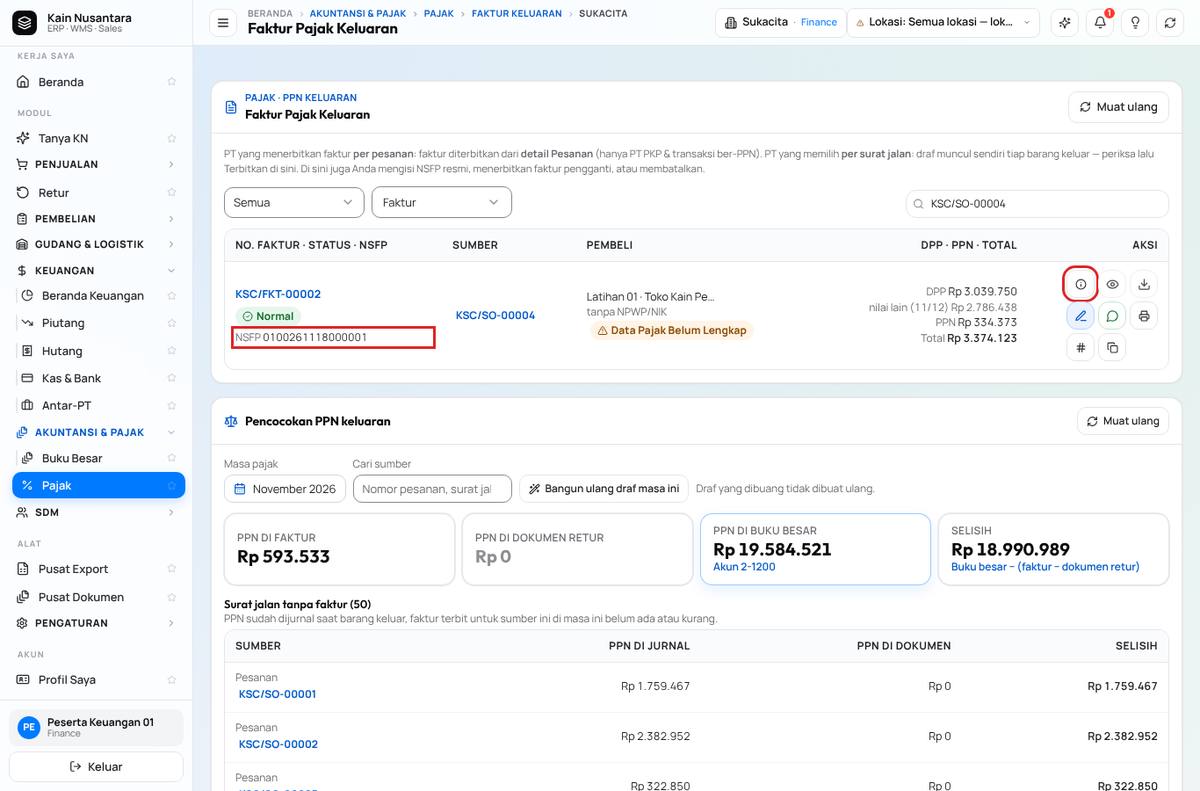 Kain Nusantara
ERP · WMS · Sales
KERJA SAYA
Beranda
MODUL
Tanya KN
PENJUALAN
Retur
PEMBELIAN
GUDANG & LOGISTIK
KEUANGAN
Beranda Keuangan
Piutang
Hutang
Kas & Bank
Antar-PT
AKUNTANSI & PAJAK
Buku Besar
Pajak
SDM
ALAT
Pusat Export
Pusat Dokumen
PENGATURAN
AKUN
Profil Saya
PE
Peserta Keuangan 01
Finance
Keluar
BERANDA › AKUNTANSI & PAJAK › PAJAK › FAKTUR KELUARAN › SUKACITA
Faktur Pajak Keluaran
Sukacita · Finance
Lokasi: Semua lokasi — lok...
1
PAJAK · PPN KELUARAN
Faktur Pajak Keluaran
Muat ulang
PT yang menerbitkan faktur per pesanan: faktur diterbitkan dari detail Pesanan (hanya PT PKP & transaksi ber-PPN). PT yang memilih per surat jalan: draf muncul sendiri tiap barang keluar — periksa lalu
Terbitkan di sini. Di sini juga Anda mengisi NSFP resmi, menerbitkan faktur pengganti, atau membatalkan.
Semua
Faktur
KSC/SO-00004
NO. FAKTUR · STATUS · NSFP
SUMBER
PEMBELI
DPP · PPN · TOTAL
AKSI
KSC/FKT-00002
Normal
NSFP 0100261118000001
KSC/SO-00004
Latihan 01 · Toko Kain Pe...
tanpa NPWP/NIK
Data Pajak Belum Lengkap
DPP Rp 3.039.750
nilai lain (11/12) Rp 2.786.438
PPN Rp 334.373
Total Rp 3.374.123
Pencocokan PPN keluaran
Muat ulang
Masa pajak
Cari sumber
November 2026
Nomor pesanan, surat jal
Bangun ulang draf masa ini
Draf yang dibuang tidak dibuat ulang.
PPN DI FAKTUR
Rp 593.533
PPN DI DOKUMEN RETUR
Rp 0
PPN DI BUKU BESAR
Rp 19.584.521
Akun 2-1200
SELISIH
Rp 18.990.989
Buku besar − (faktur − dokumen retur)
Surat jalan tanpa faktur (50)
PPN sudah dijurnal saat barang keluar, faktur terbit untuk sumber ini di masa ini belum ada atau kurang.
SUMBER
PPN DI JURNAL
PPN DI DOKUMEN
SELISIH
Pesanan
KSC/SO-00001
Rp 1.759.467
Rp 0
Rp 1.759.467
Pesanan
KSC/SO-00002
Rp 2.382.952
Rp 0
Rp 2.382.952
Pesanan
Rp 322.850
Rp 0
Rp 322.850